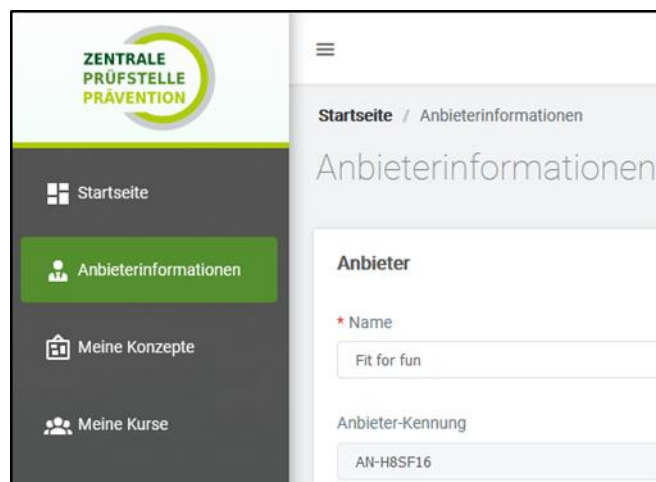 ZENTRALE
PRÜFSTELLE
PRÄVENTION
Startseite
Anbieterinformationen
Meine Konzepte
Meine Kurse
Startseite / Anbieterinformationen
Anbieterinformationen
Anbieter
* Name
Fit for fun
Anbieter-Kennung
AN-H8SF16